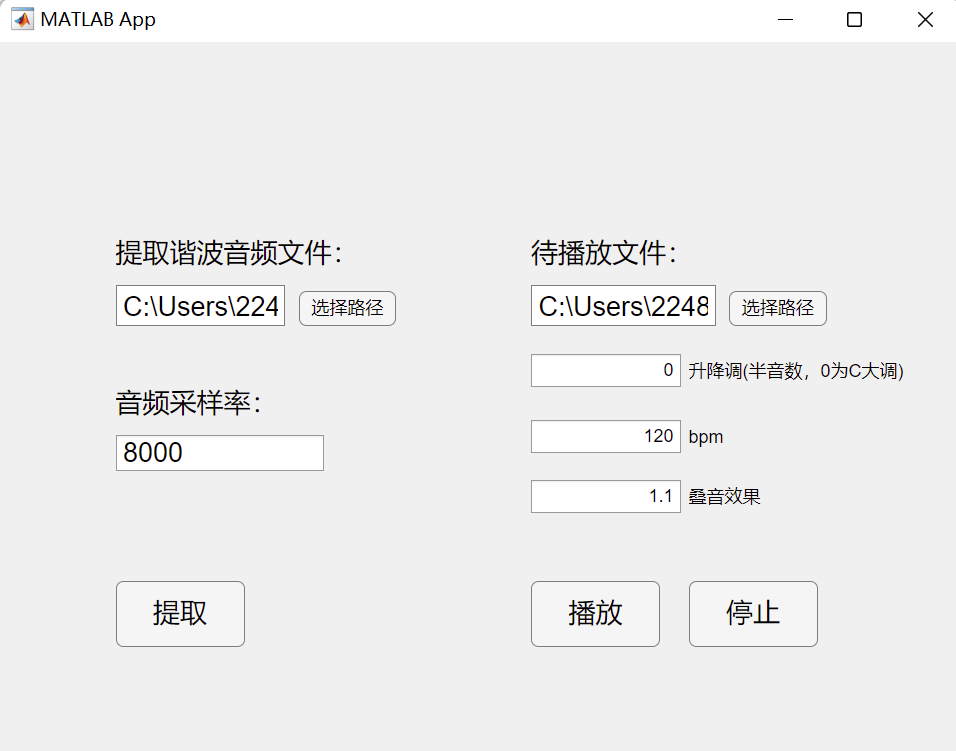 MATLAB App
提取谐波音频文件：
C:\Users\224
选择路径
音频采样率：
8000
提取
待播放文件：
C:\Users\2248
选择路径
0 升降调(半音数，0为C大调)
120 bpm
1.1 叠音效果
播放
停止